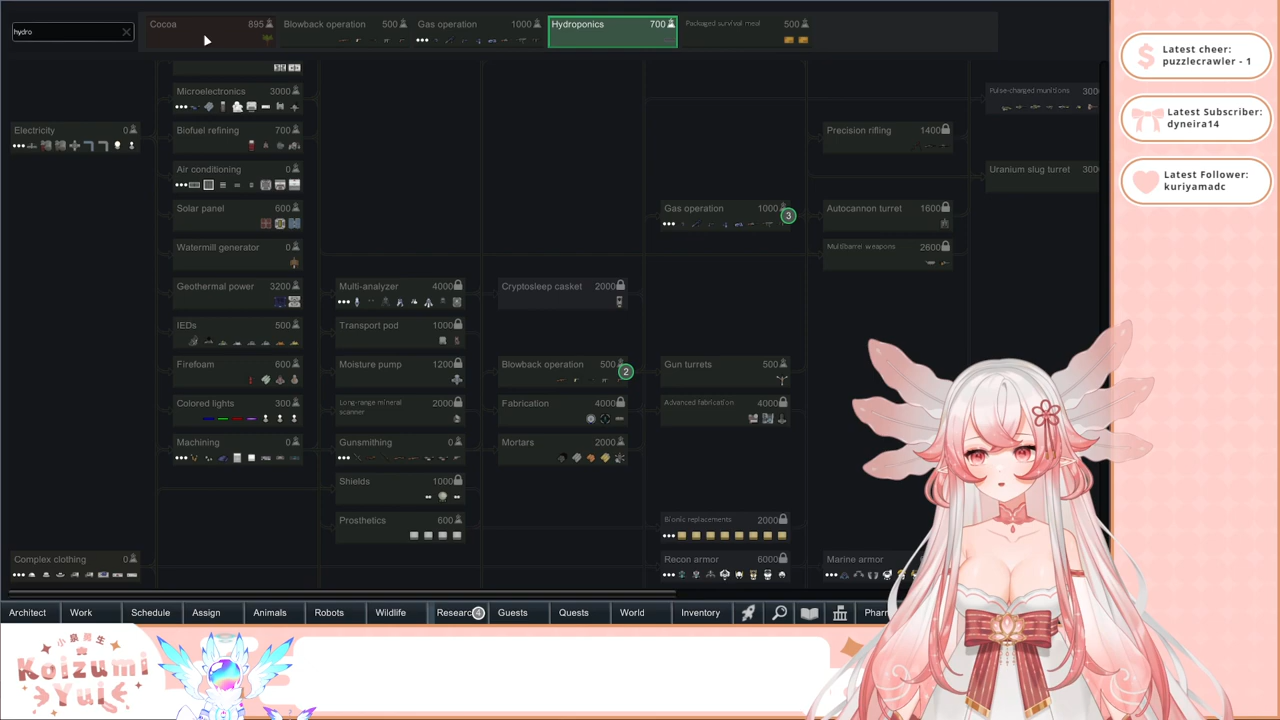 hydro
Cocoa 895
Blowback operation 500
Gas operation 1000
Hydroponics 700
Packaged survival meal 500
Microelectronics 3000
Pulse-charged munitions 300
Electricity 0
Biofuel refining 700
Precision rifling 1400
Air conditioning 0
Uranium slug turret 300
Solar panel 600
Gas operation 1000
3
Autocannon turret 1600
Watermill generator 0
Multibarrel weapons 2600
Geothermal power 3200
Multi-analyzer 4000
Cryptosleep casket 2000
IEDs 500
Transport pod 1000
Firefoam 600
Moisture pump 1200
Blowback operation 500
2
Gun turrets 500
Colored lights 300
Long-range mineral
scanner 2000
Fabrication 4000
Advanced fabrication 4000
Machining 0
Gunsmithing 0
Mortars 2000
Shields 1000
Prosthetics 600
Bionic replacements 2000
Complex clothing 0
Recon armor 6000
Marine armor
Architect
Work
Schedule
Assign
Animals
Robots
Wildlife
Researc
4
Guests
Quests
World
Inventory
Pharm
Latest cheer:
puzzlecrawler - 1
Latest Subscriber:
dyneira14
Latest Follower:
kuriyamadc
Koizumi
Yui